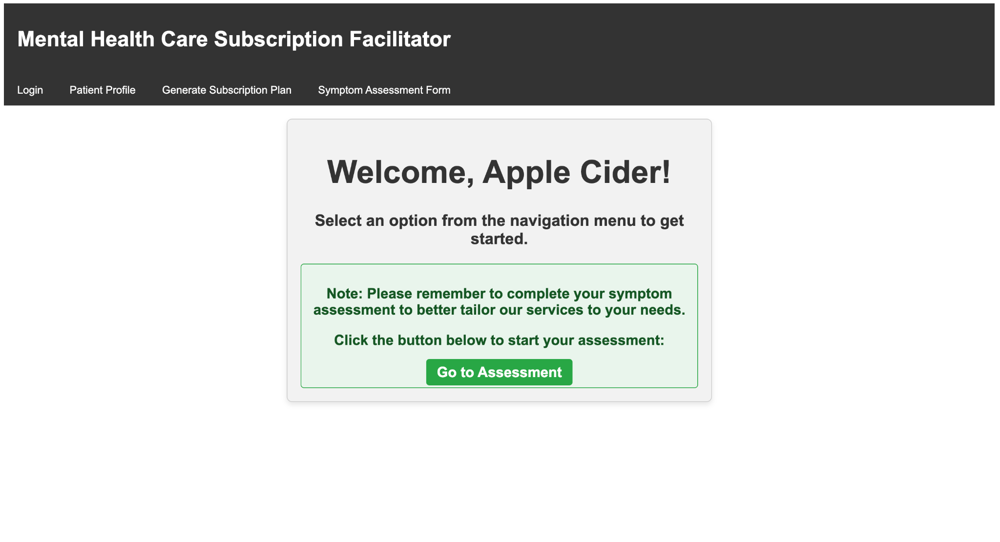 Mental Health Care Subscription Facilitator
Login Patient Profile Generate Subscription Plan Symptom Assessment Form
Welcome, Apple Cider!
Select an option from the navigation menu to get
started.
Note: Please remember to complete your symptom
assessment to better tailor our services to your needs.
Click the button below to start your assessment:
Go to Assessment